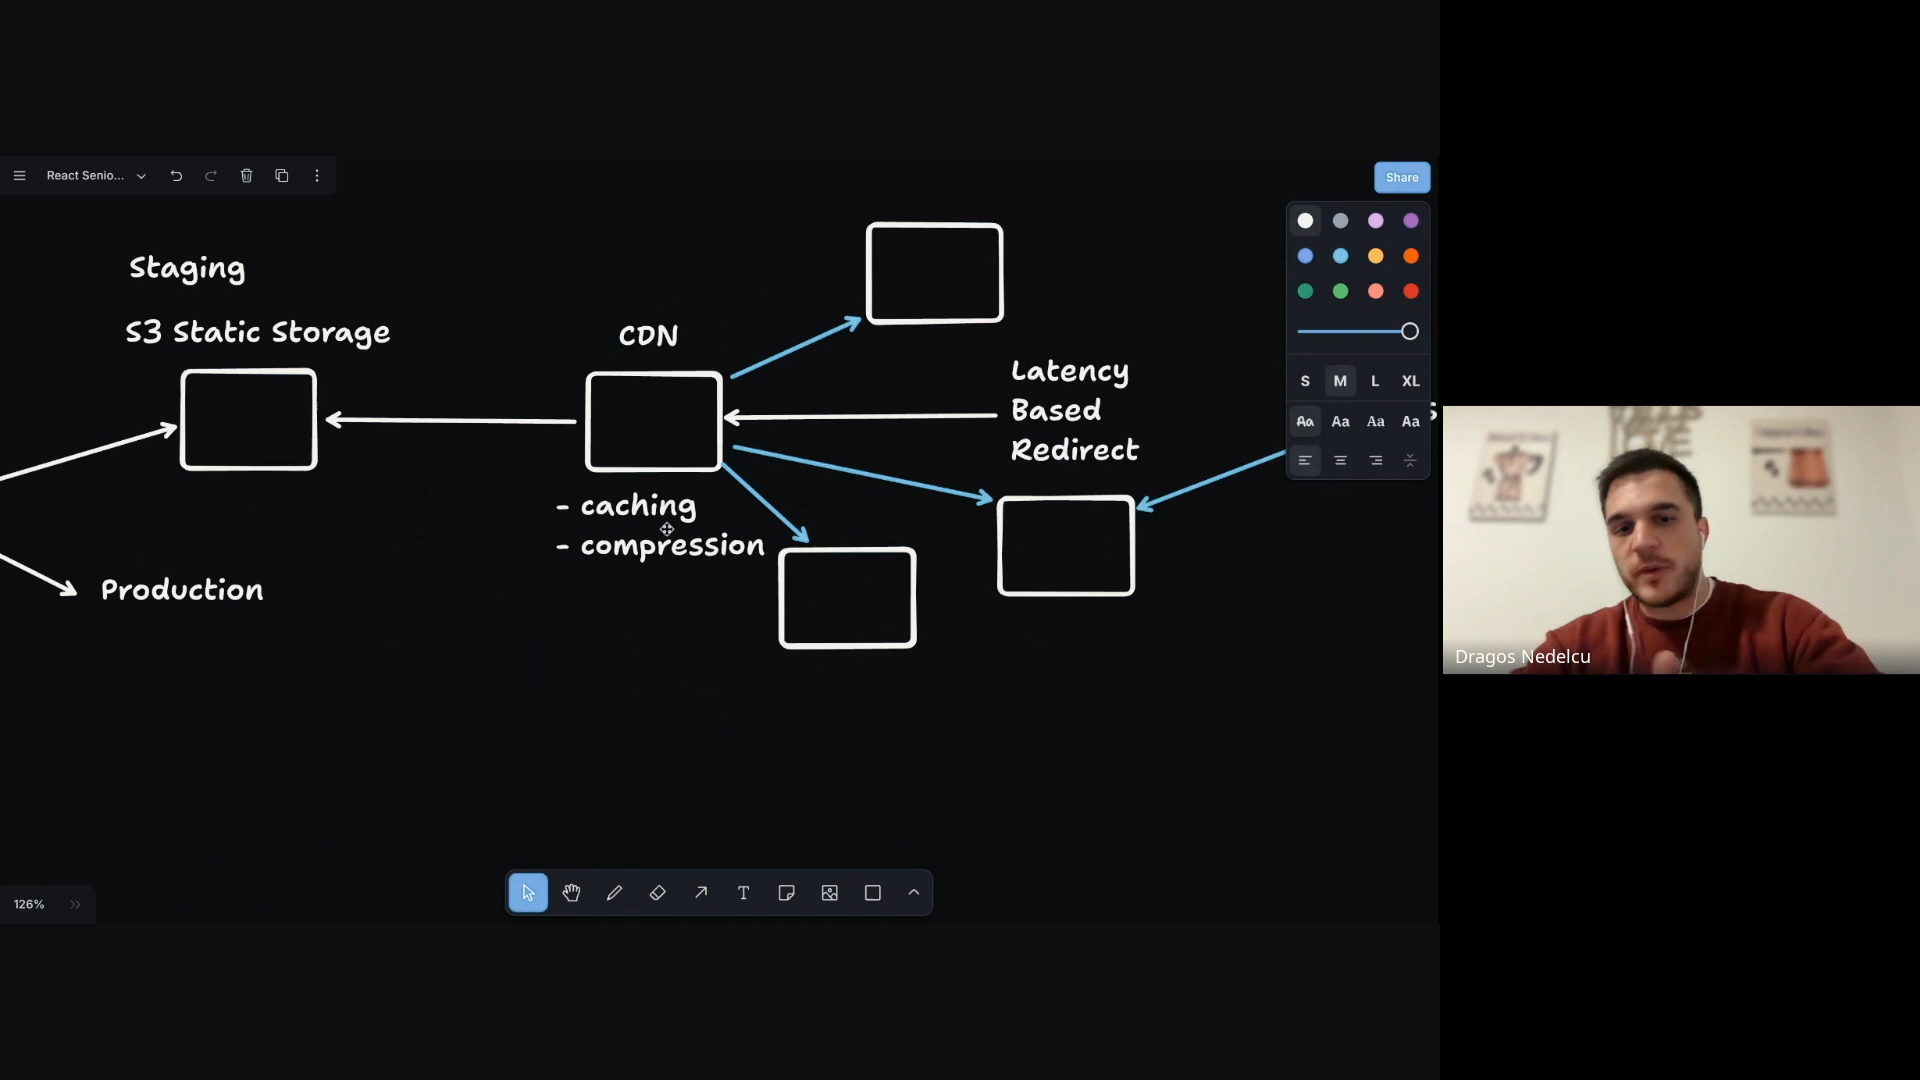 React Senio...
Share
Staging
S3 Static Storage
CDN
Latency
Based
Redirect
- caching
- compression
Production
S M L XL
Aa Aa Aa Aa
Dragos Nedelcu
126%
T